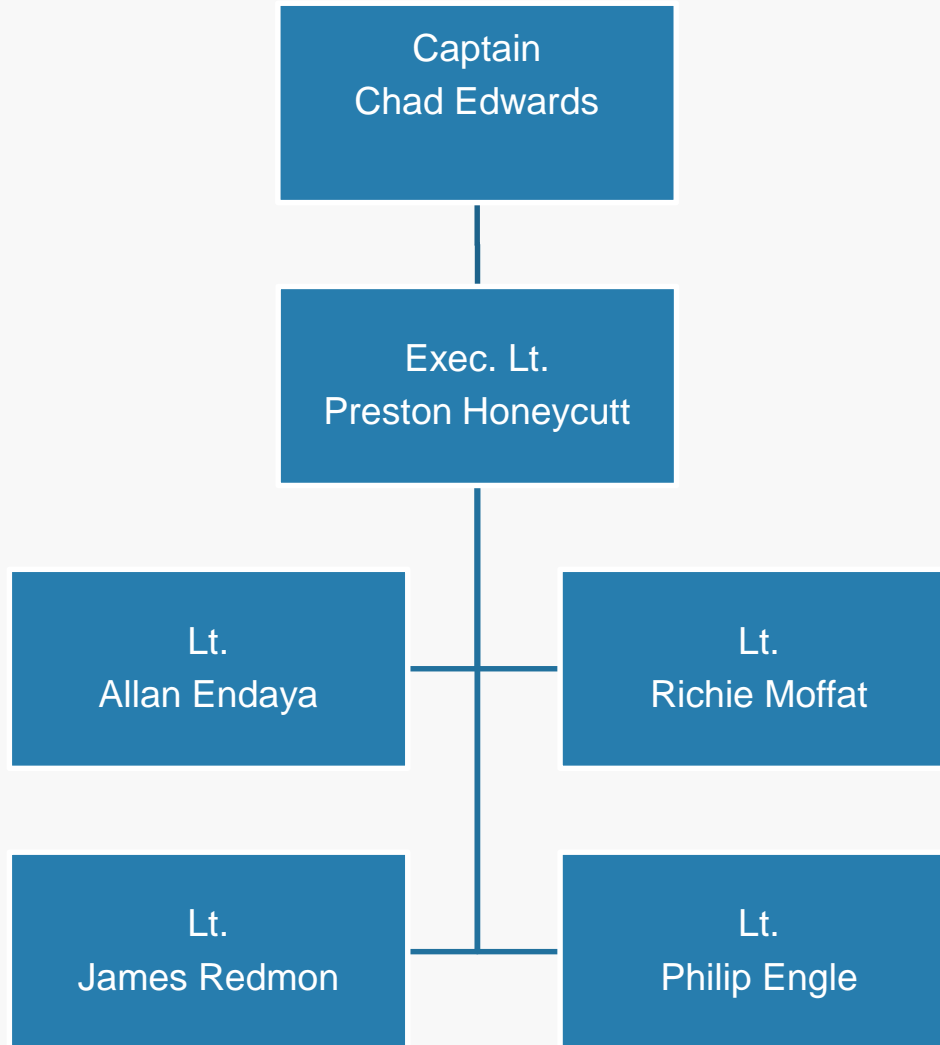 Captain
Chad Edwards
Exec. Lt.
Preston Honeycutt
Lt.
Allan Endaya
Lt.
Richie Moffat
Lt.
James Redmon
Lt.
Philip Engle